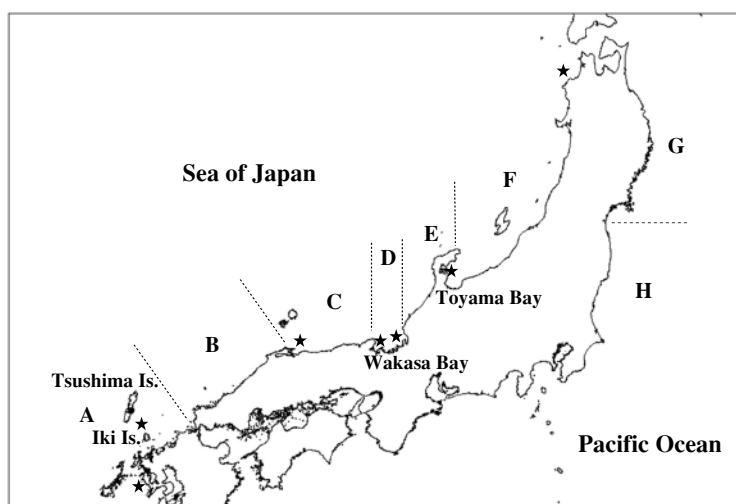 G
Sea of Japan
F
E
D
Toyama Bay
H
C
B
Wakasa Bay
Tsushima Is.
A
Iki Is.
Pacific Ocean